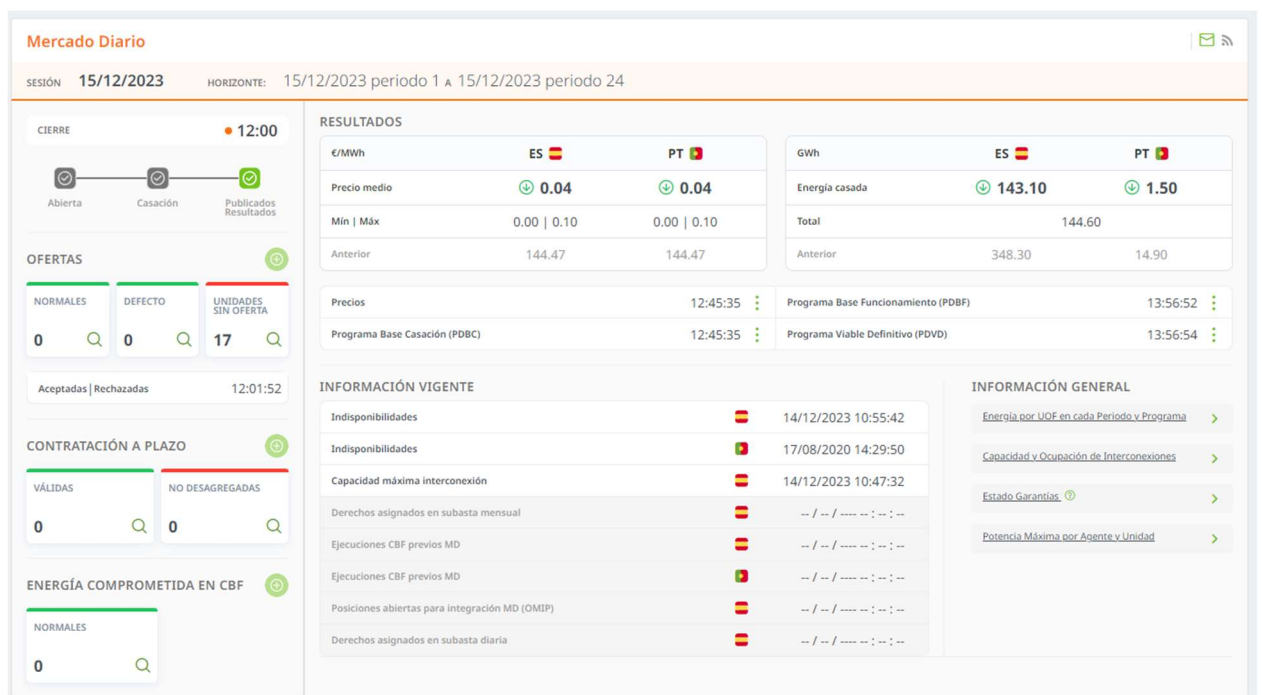 Mercado Diario
SESIÓN 15/12/2023 HORIZONTE: 15/12/2023 periodo 1 A 15/12/2023 periodo 24
CIERRE 12:00
Abierta Casación Publicados
Resultados
OFERTAS
NORMALES DEFECTO UNIDADES
SIN OFERTA
0 0 17
Aceptadas | Rechazadas 12:01:52
CONTRATACIÓN A PLAZO
VÁLIDAS NO DESAGREGADAS
0 0
ENERGÍA COMPROMETIDA EN CBF
NORMALES
0
RESULTADOS
€/MWh ES PT
Precio medio 0.04 0.04
Mín | Máx 0.00 | 0.10 0.00 | 0.10
Anterior 144.47 144.47
GWh ES PT
Energía casada 143.10 1.50
Total 144.60
Anterior 348.30 14.90
Precios 12:45:35
Programa Base Funcionamiento (PDBF) 13:56:52
Programa Base Casación (PDBC) 12:45:35
Programa Viable Definitivo (PDVD) 13:56:54
INFORMACIÓN VIGENTE
Indisponibilidades 14/12/2023 10:55:42
Indisponibilidades 17/08/2020 14:29:50
Capacidad máxima interconexión 14/12/2023 10:47:32
Derechos asignados en subasta mensual -- / -- / ---- -- : -- : --
Ejecuciones CBF previos MD -- / -- / ---- -- : -- : --
Ejecuciones CBF previos MD -- / -- / ---- -- : -- : --
Posiciones abiertas para integración MD (OMIP) -- / -- / ---- -- : -- : --
Derechos asignados en subasta diaria -- / -- / ---- -- : -- : --
INFORMACIÓN GENERAL
Energía por UOF en cada Periodo y Programa
Capacidad y Ocupación de Interconexiones
Estado Garantías ?
Potencia Máxima por Agente y Unidad